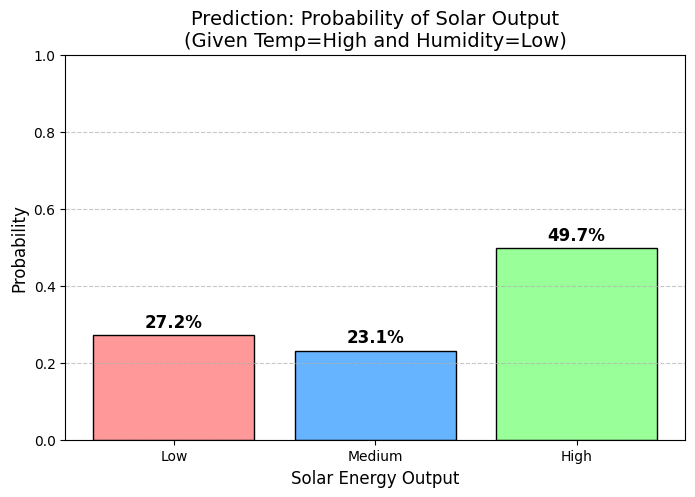 Prediction: Probability of Solar Output
(Given Temp=High and Humidity=Low)
1.0
0.8
0.6
0.4
0.2
0.0
Probability
27.2%
23.1%
49.7%
Low
Medium
High
Solar Energy Output